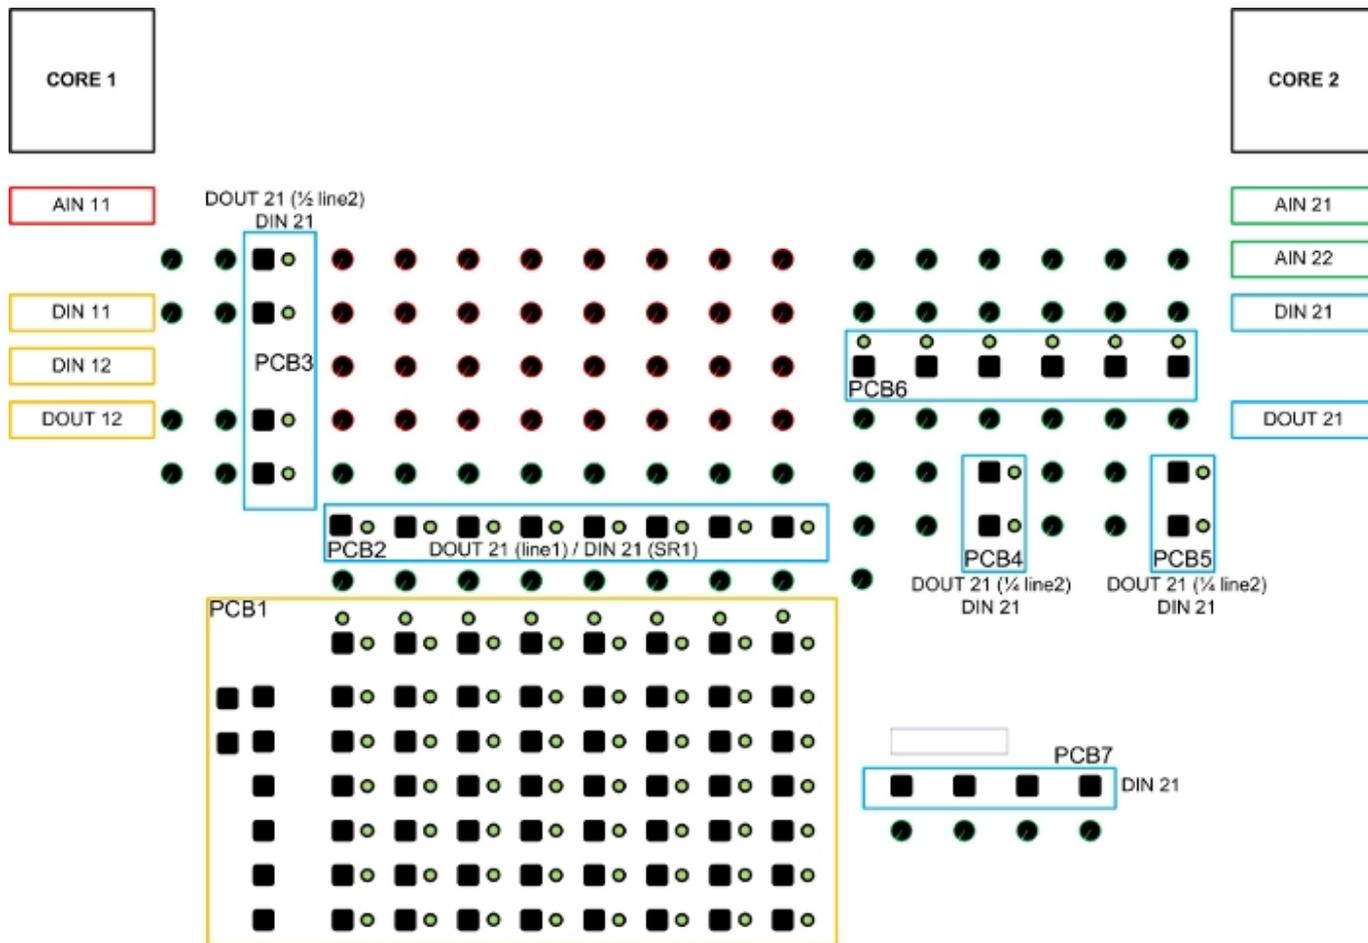 CORE 1
CORE 2
AIN 11
DOUT 21 (½ line2)
DIN 21
AIN 21
AIN 22
DIN 11
DIN 21
DIN 12
PCB3
PCB6
DOUT 12
DOUT 21
PCB2
DOUT 21 (line1) / DIN 21 (SR1)
PCB4
PCB5
DOUT 21 (¼ line2)
DIN 21
DOUT 21 (¼ line2)
DIN 21
PCB1
PCB7
DIN 21